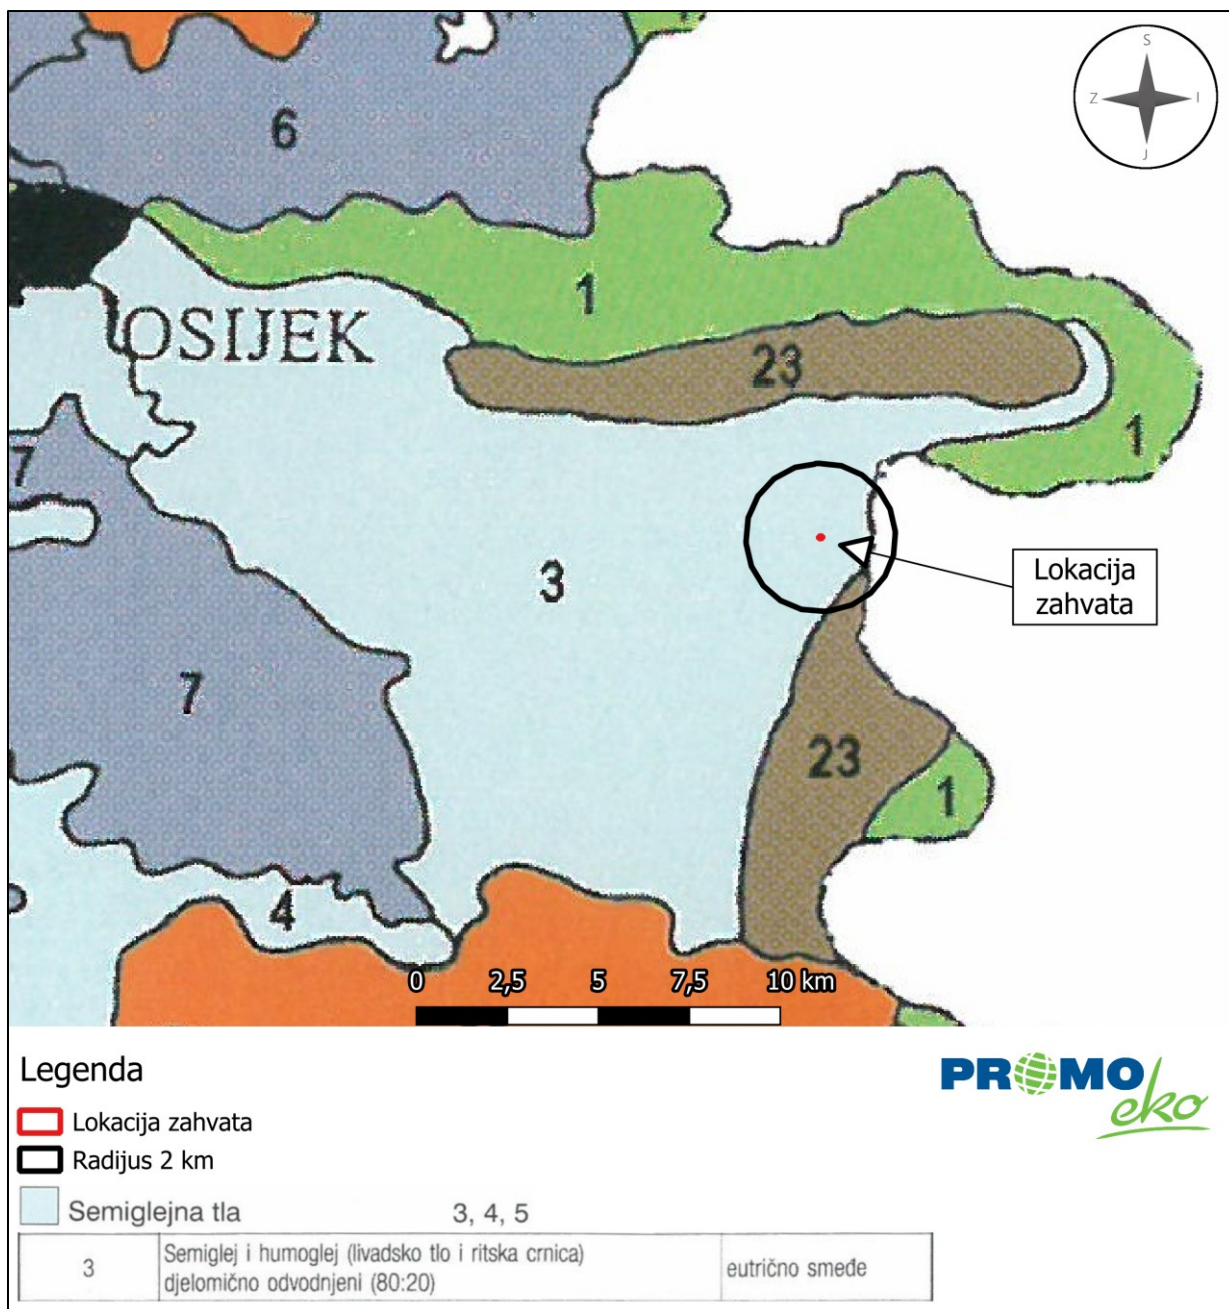 S
Z I
J
6
1
OSIJEK
23
1
7
3
Lokacija
zahvata
7
23
1
4
0 2,5 5 7,5 10 km
Legenda
PROMO
eko
Lokacija zahvata
Radijus 2 km
Semiglejna tla 3, 4, 5
3 Semiglej i humoglej (livadsko tlo i ritska crnica) eutrično smeđe
djelomično odvodnjeni (80:20)